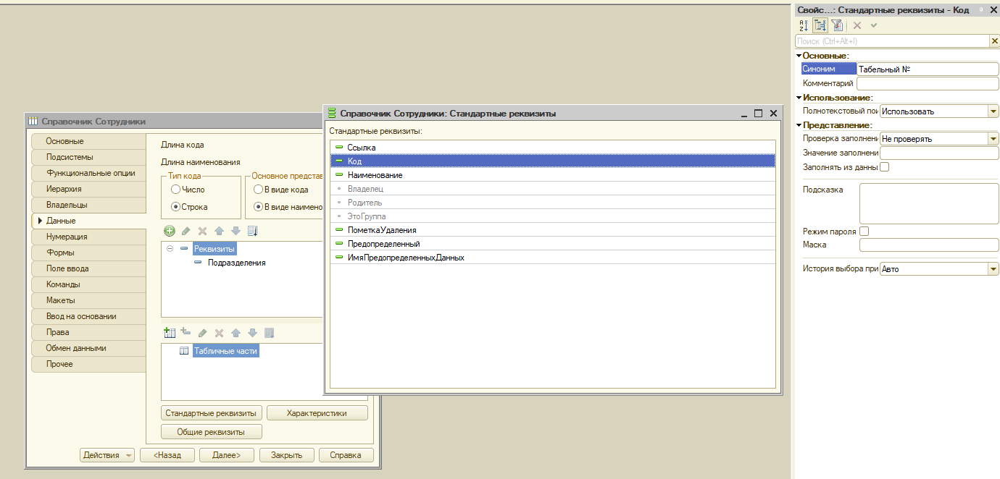 Справочник Сотрудники
Основные
Подсистемы
Функциональные опции
Иерархия
Владельцы
Данные
Нумерация
Формы
Поле ввода
Команды
Макеты
Ввод на основании
Права
Обмен данными
Прочее
Длина кода
Длина наименования
Тип кода
Число
Строка
Основное представ
В виде кода
В виде наимено
Реквизиты
Подразделения
Табличные части
Стандартные реквизиты
Характеристики
Общие реквизиты
Действия
<Назад
Далее>
Закрыть
Справка
Справочник Сотрудники: Стандартные реквизиты
Стандартные реквизиты:
Ссылка
Код
Наименование
Владелец
Родитель
ЭтоГруппа
ПометкаУдаления
Предопределенный
ИмяПредопределенныхДанных
Свойс...: Стандартные реквизиты - Код
Поиск (Ctrl+Alt+I)
Основные:
Синоним Табельный №
Комментарий
Использование:
Полнотекстовый пои Использовать
Представление:
Проверка заполнени Не проверять
Значение заполнени
Заполнять из данны
Подсказка
Режим пароля
Маска
История выбора при Авто